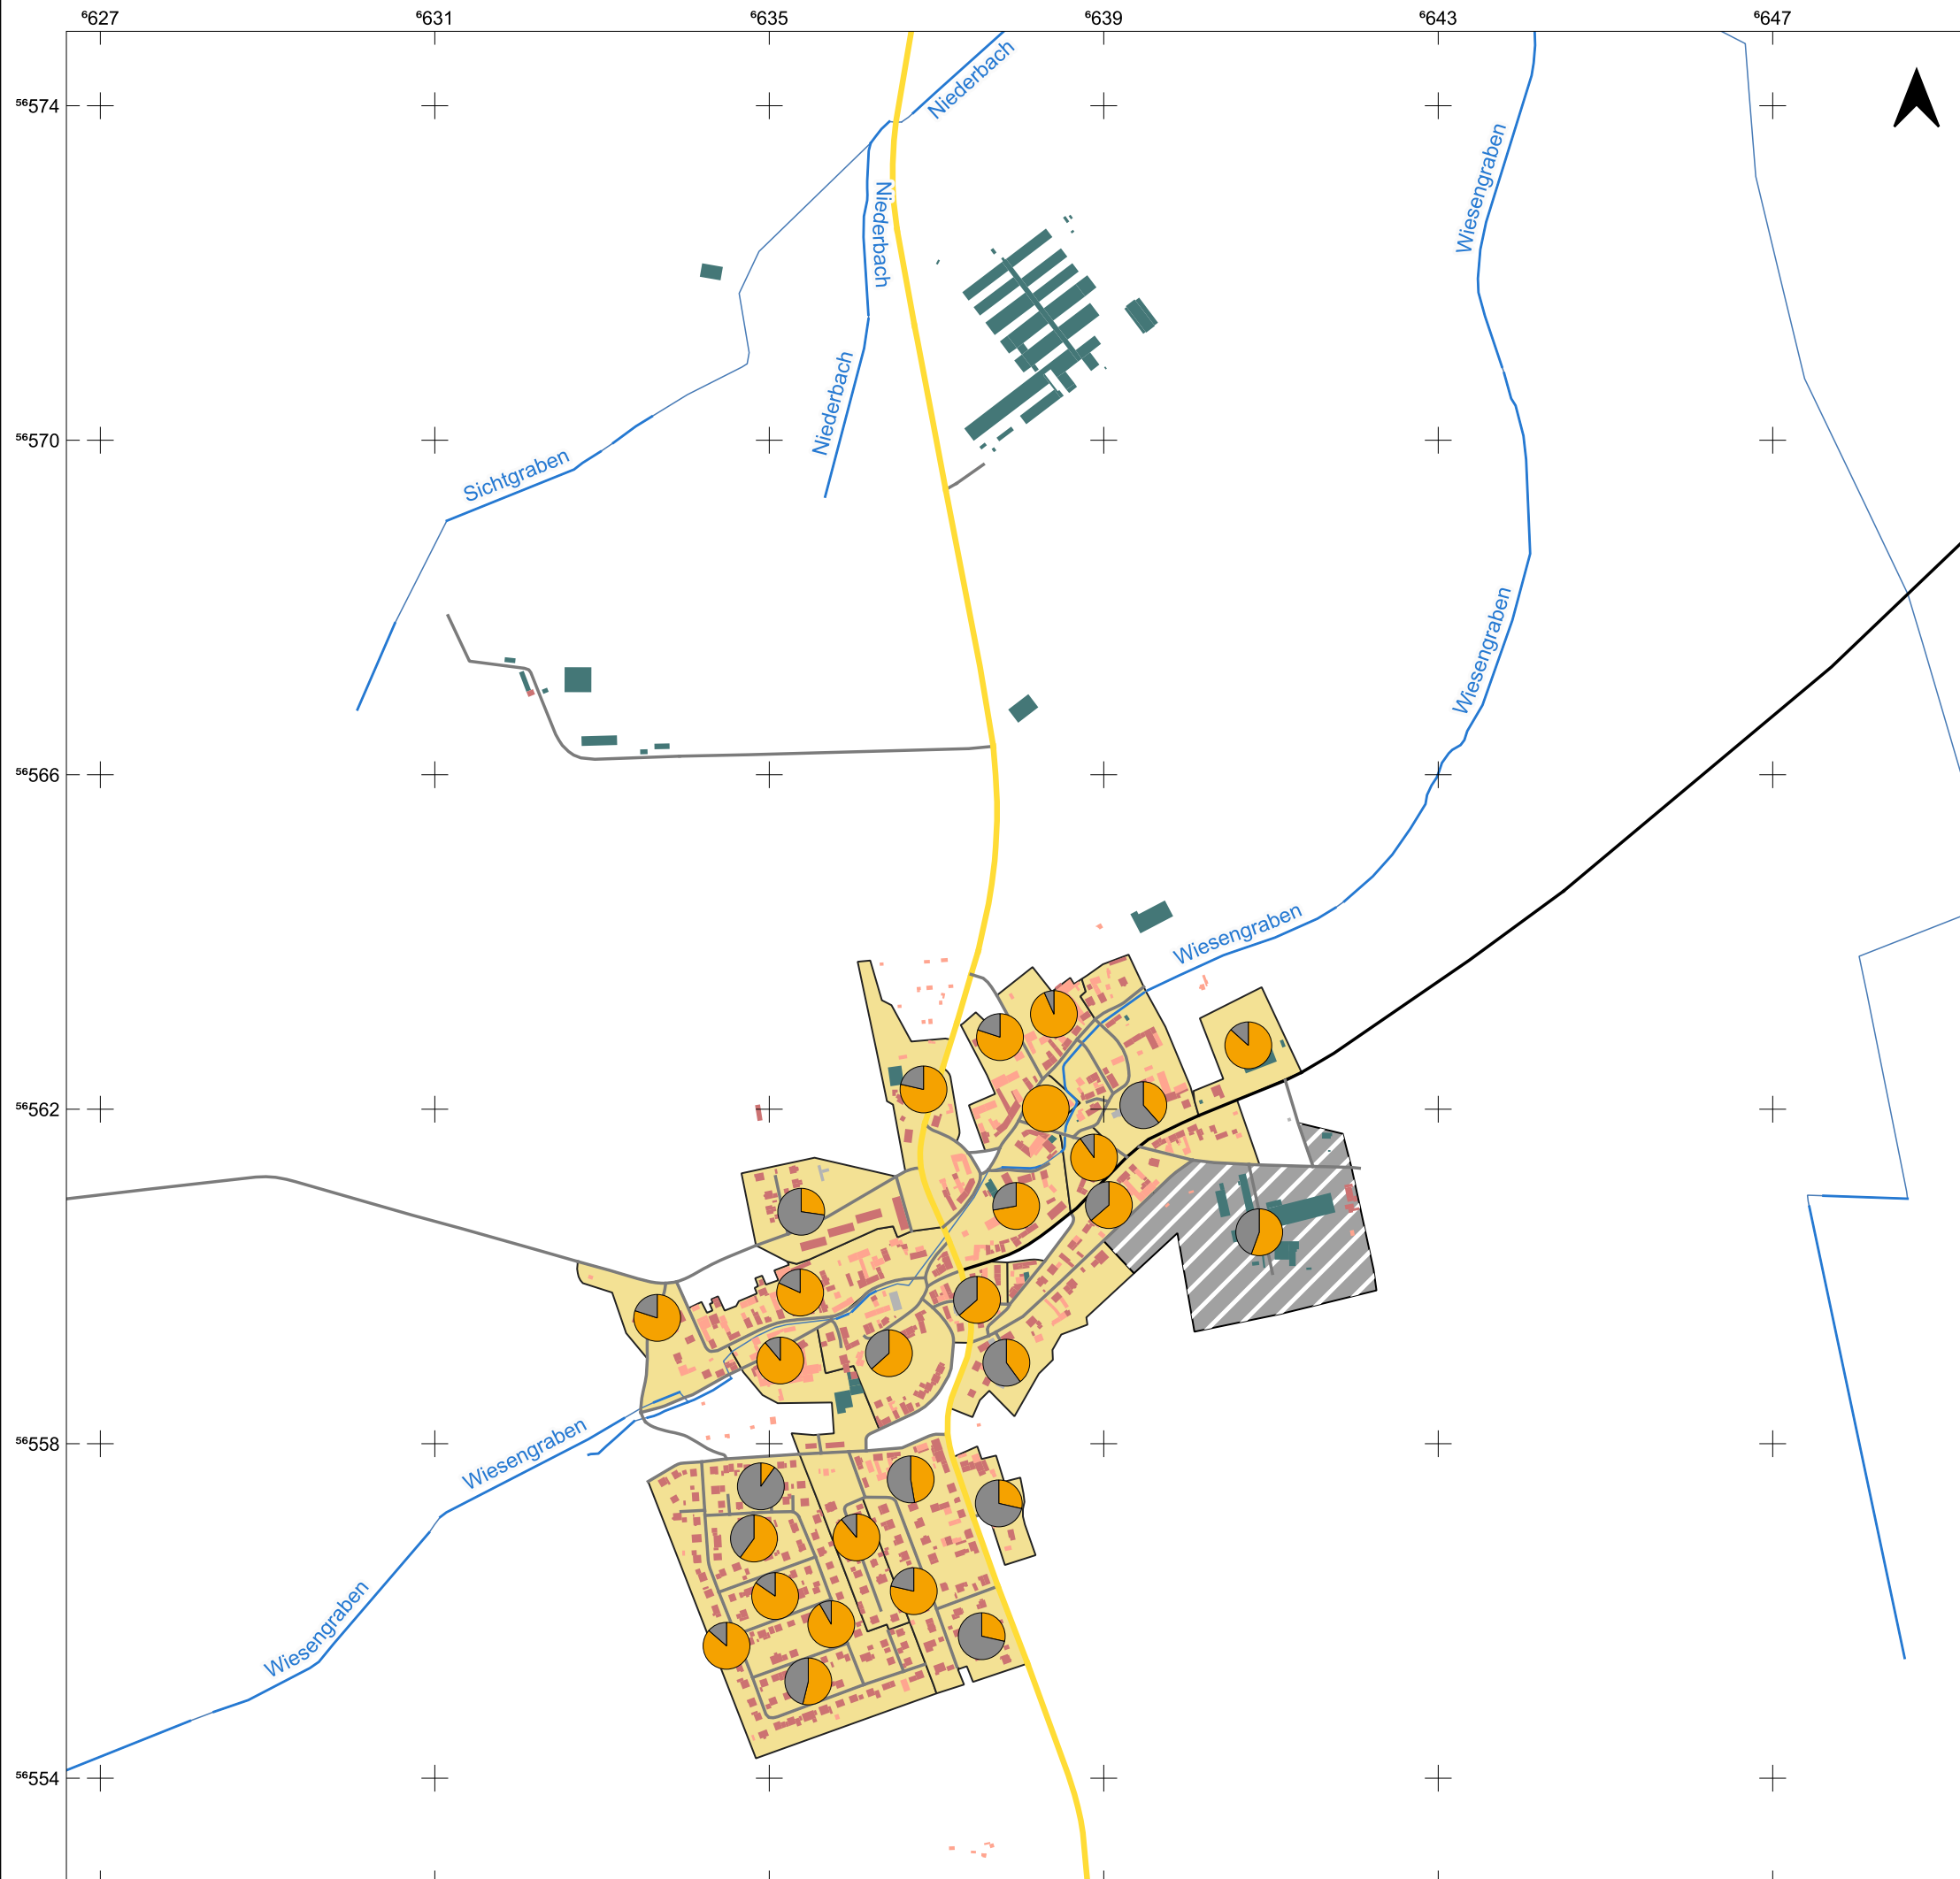 ⁶627
⁶631
⁶635
⁶639
⁶643
⁶647
⁵⁶574
⁵⁶570
⁵⁶566
⁵⁶562
⁵⁶558
⁵⁶554
Niederbach
Wiesengraben
Niederbach
Niederbach
Sichtgraben
Wiesengraben
Wiesengraben
Wiesengraben
Wiesengraben